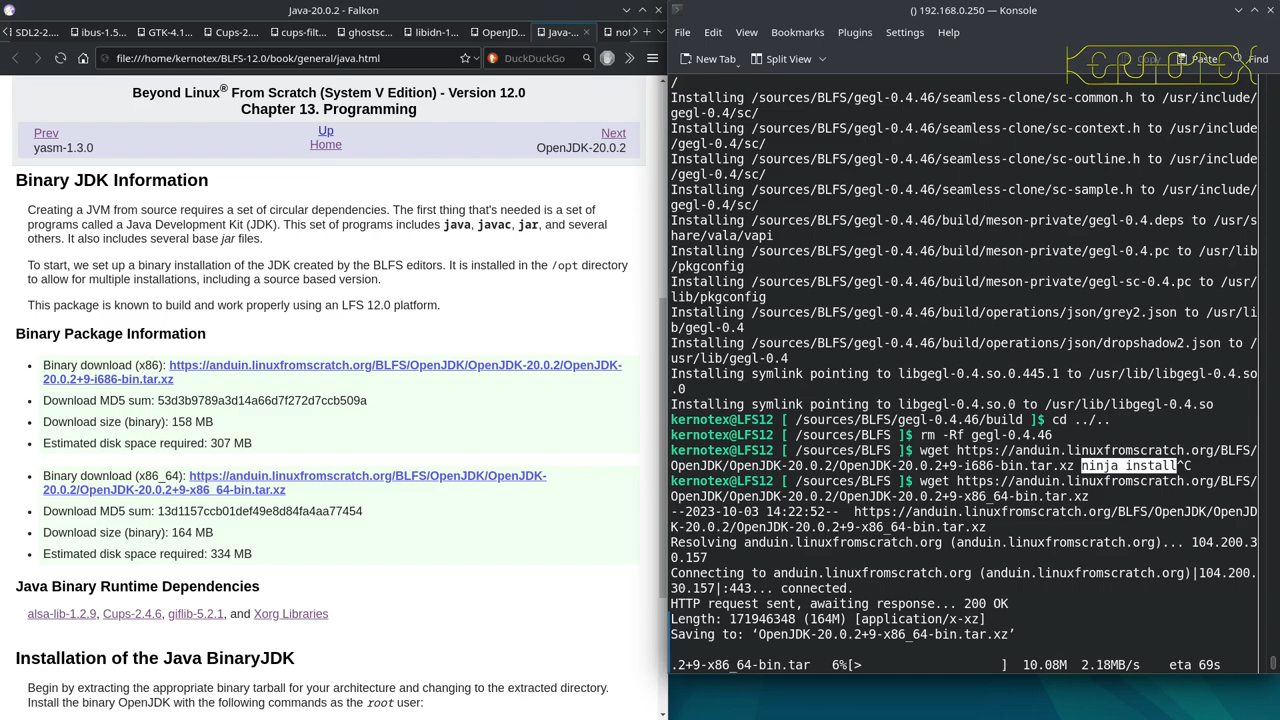 Java-20.0.2 – Falkon
SDL2-2....
ibus-1.5...
GTK-4.1...
Cups-2....
cups-filt...
ghostsc...
libidn-1...
OpenJD...
Java-...
file:///home/kernotex/BLFS-12.0/book/general/java.html
DuckDuckGo
Beyond Linux® From Scratch (System V Edition) - Version 12.0
Chapter 13. Programming
Prev
Up
Next
yasm-1.3.0
Home
OpenJDK-20.0.2
Binary JDK Information
Creating a JVM from source requires a set of circular dependencies. The first thing that's needed is a set of
programs called a Java Development Kit (JDK). This set of programs includes java, javac, jar, and several
others. It also includes several base jar files.
To start, we set up a binary installation of the JDK created by the BLFS editors. It is installed in the /opt directory
to allow for multiple installations, including a source based version.
This package is known to build and work properly using an LFS 12.0 platform.
Binary Package Information
Binary download (x86): https://anduin.linuxfromscratch.org/BLFS/OpenJDK/OpenJDK-20.0.2/OpenJDK-
20.0.2+9-i686-bin.tar.xz
Download MD5 sum: 53d3b9789a3d14a66d7f272d7ccb509a
Download size (binary): 158 MB
Estimated disk space required: 307 MB
Binary download (x86_64): https://anduin.linuxfromscratch.org/BLFS/OpenJDK/OpenJDK-
20.0.2/OpenJDK-20.0.2+9-x86_64-bin.tar.xz
Download MD5 sum: 13d1157ccb01def49e8d84fa4aa77454
Download size (binary): 164 MB
Estimated disk space required: 334 MB
Java Binary Runtime Dependencies
alsa-lib-1.2.9, Cups-2.4.6, giflib-5.2.1, and Xorg Libraries
Installation of the Java BinaryJDK
Begin by extracting the appropriate binary tarball for your architecture and changing to the extracted directory.
Install the binary OpenJDK with the following commands as the root user:
() 192.168.0.250 — Konsole
File Edit View Bookmarks Plugins Settings Help
New Tab
Split View
Copy
Paste
Find
KERNOTEX
/
Installing /sources/BLFS/gegl-0.4.46/seamless-clone/sc-common.h to /usr/include/
gegl-0.4/sc/
Installing /sources/BLFS/gegl-0.4.46/seamless-clone/sc-context.h to /usr/include
/gegl-0.4/sc/
Installing /sources/BLFS/gegl-0.4.46/seamless-clone/sc-outline.h to /usr/include
/gegl-0.4/sc/
Installing /sources/BLFS/gegl-0.4.46/seamless-clone/sc-sample.h to /usr/include/
gegl-0.4/sc/
Installing /sources/BLFS/gegl-0.4.46/build/meson-private/gegl-0.4.deps to /usr/s
hare/vala/vapi
Installing /sources/BLFS/gegl-0.4.46/build/meson-private/gegl-0.4.pc to /usr/lib
/pkgconfig
Installing /sources/BLFS/gegl-0.4.46/build/meson-private/gegl-sc-0.4.pc to /usr/
lib/pkgconfig
Installing /sources/BLFS/gegl-0.4.46/build/operations/json/grey2.json to /usr/li
b/gegl-0.4
Installing /sources/BLFS/gegl-0.4.46/build/operations/json/dropshadow2.json to /
usr/lib/gegl-0.4
Installing symlink pointing to libgegl-0.4.so.0.445.1 to /usr/lib/libgegl-0.4.so
.0
Installing symlink pointing to libgegl-0.4.so.0 to /usr/lib/libgegl-0.4.so
kernotex@LFS12 [ /sources/BLFS/gegl-0.4.46/build ]$ cd ../..
kernotex@LFS12 [ /sources/BLFS ]$ rm -Rf gegl-0.4.46
kernotex@LFS12 [ /sources/BLFS ]$ wget https://anduin.linuxfromscratch.org/BLFS/
OpenJDK/OpenJDK-20.0.2/OpenJDK-20.0.2+9-i686-bin.tar.xz ninja install^C
kernotex@LFS12 [ /sources/BLFS ]$ wget https://anduin.linuxfromscratch.org/BLFS/
OpenJDK/OpenJDK-20.0.2/OpenJDK-20.0.2+9-x86_64-bin.tar.xz
--2023-10-03 14:22:52-- https://anduin.linuxfromscratch.org/BLFS/OpenJDK/OpenJD
K-20.0.2/OpenJDK-20.0.2+9-x86_64-bin.tar.xz
Resolving anduin.linuxfromscratch.org (anduin.linuxfromscratch.org)... 104.200.3
0.157
Connecting to anduin.linuxfromscratch.org (anduin.linuxfromscratch.org)|104.200.
30.157|:443... connected.
HTTP request sent, awaiting response... 200 OK
Length: 171946348 (164M) [application/x-xz]
Saving to: ‘OpenJDK-20.0.2+9-x86_64-bin.tar.xz’
.2+9-x86_64-bin.tar 6%[> ] 10.08M 2.18MB/s eta 69s